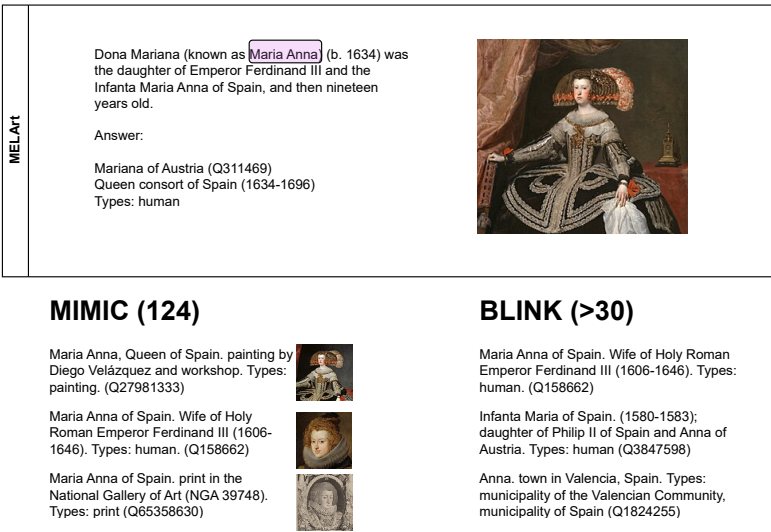 MELArt
Dona Mariana (known as Maria Anna) (b. 1634) was
the daughter of Emperor Ferdinand III and the
Infanta Maria Anna of Spain, and then nineteen
years old.
Answer:
Mariana of Austria (Q311469)
Queen consort of Spain (1634-1696)
Types: human
MIMIC (124)
Maria Anna, Queen of Spain. painting by
Diego Velázquez and workshop. Types:
painting. (Q27981333)
Maria Anna of Spain. Wife of Holy
Roman Emperor Ferdinand III (1606-
1646). Types: human. (Q158662)
Maria Anna of Spain. print in the
National Gallery of Art (NGA 39748).
Types: print (Q65358630)
BLINK (>30)
Maria Anna of Spain. Wife of Holy Roman
Emperor Ferdinand III (1606-1646). Types:
human. (Q158662)
Infanta Maria of Spain. (1580-1583);
daughter of Philip II of Spain and Anna of
Austria. Types: human (Q3847598)
Anna. town in Valencia, Spain. Types:
municipality of the Valencian Community,
municipality of Spain (Q1824255)